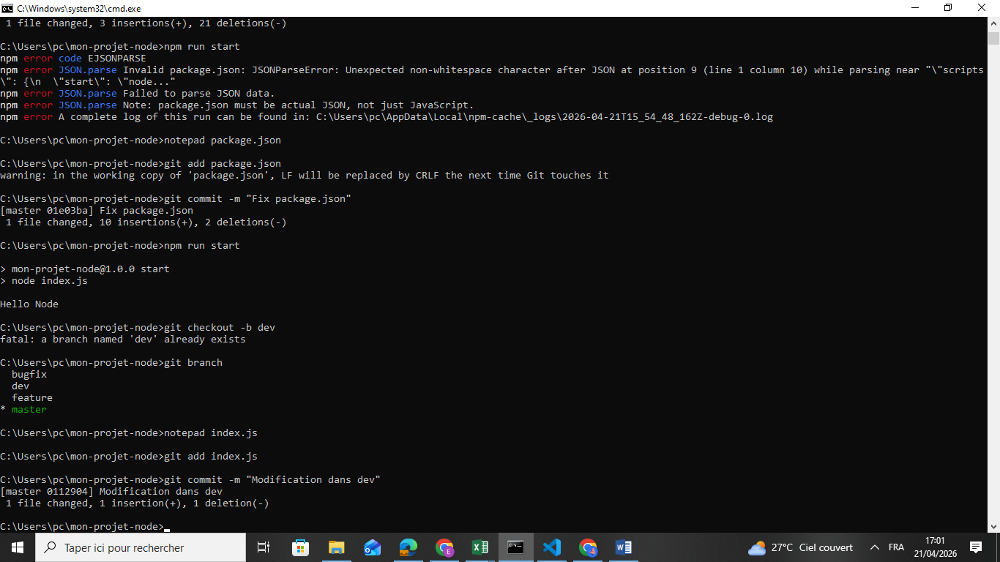 C:\Windows\system32\cmd.exe
 1 file changed, 3 insertions(+), 21 deletions(-)
C:\Users\pc\mon-projet-node>npm run start
npm error code EJSONPARSE
npm error JSON.parse Invalid package.json: JSONParseError: Unexpected non-whitespace character after JSON at position 9 (line 1 column 10) while parsing near "\"scripts
\": {\n  \"start\": \"node..."
npm error JSON.parse Failed to parse JSON data.
npm error JSON.parse Note: package.json must be actual JSON, not just JavaScript.
npm error A complete log of this run can be found in: C:\Users\pc\AppData\Local\npm-cache\_logs\2026-04-21T15_54_48_162Z-debug-0.log
C:\Users\pc\mon-projet-node>notepad package.json
C:\Users\pc\mon-projet-node>git add package.json
warning: in the working copy of 'package.json', LF will be replaced by CRLF the next time Git touches it
C:\Users\pc\mon-projet-node>git commit -m "Fix package.json"
[master 01e03ba] Fix package.json
 1 file changed, 10 insertions(+), 2 deletions(-)
C:\Users\pc\mon-projet-node>npm run start
> mon-projet-node@1.0.0 start
> node index.js
Hello Node
C:\Users\pc\mon-projet-node>git checkout -b dev
fatal: a branch named 'dev' already exists
C:\Users\pc\mon-projet-node>git branch
  bugfix
  dev
  feature
* master
C:\Users\pc\mon-projet-node>notepad index.js
C:\Users\pc\mon-projet-node>git add index.js
C:\Users\pc\mon-projet-node>git commit -m "Modification dans dev"
[master 0112904] Modification dans dev
 1 file changed, 1 insertion(+), 1 deletion(-)
C:\Users\pc\mon-projet-node>
Taper ici pour rechercher
27°C Ciel couvert
FRA
17:01
21/04/2026